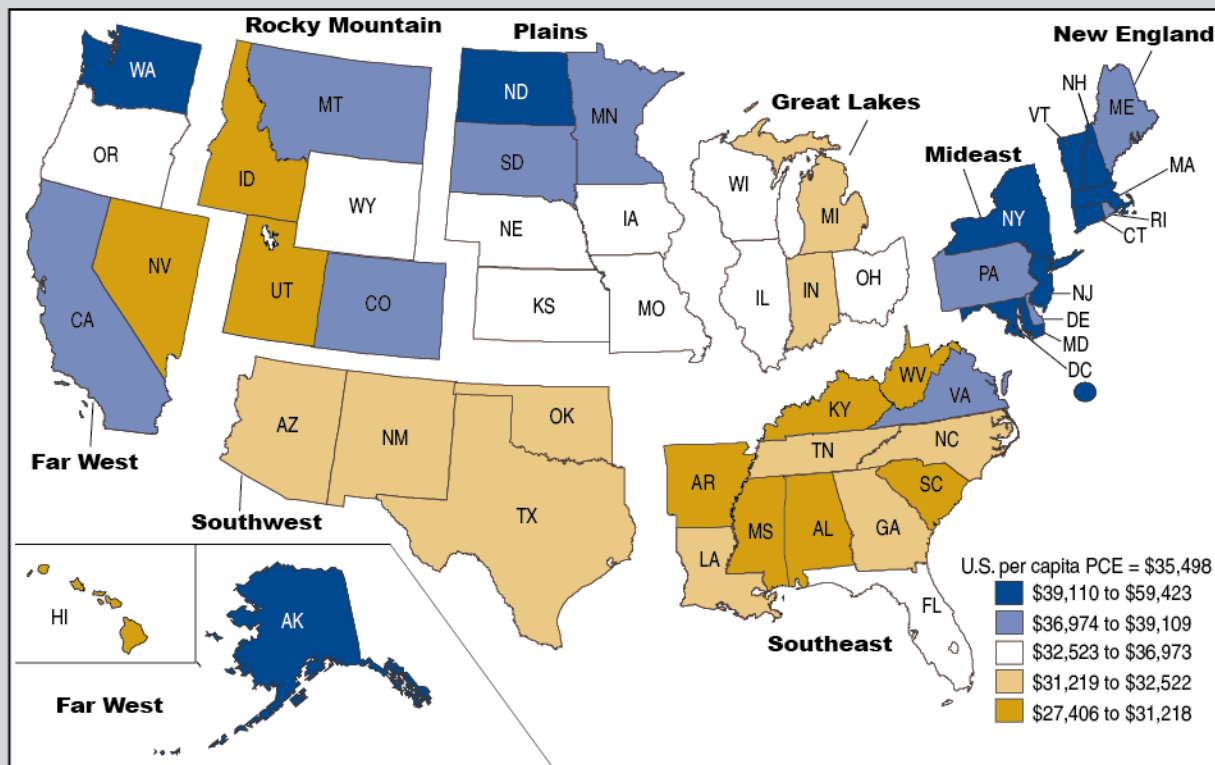 Rocky Mountain
Plains
New England
WA
MT
ND
MN
NH
ME
VT
Great Lakes
OR
ID
SD
WI
Mideast
MA
WY
NE
IA
MI
NY
RI
CT
NV
UT
CO
KS
MO
IL
IN
OH
PA
NJ
CA
DE
MD
DC
WV
VA
KY
AZ
NM
OK
TN
NC
Far West
AR
SC
TX
MS
AL
GA
Southwest
LA
U.S. per capita PCE = $35,498
$39,110 to $59,423
FL
HI
AK
$36,974 to $39,109
Southeast
$32,523 to $36,973
$31,219 to $32,522
Far West
$27,406 to $31,218